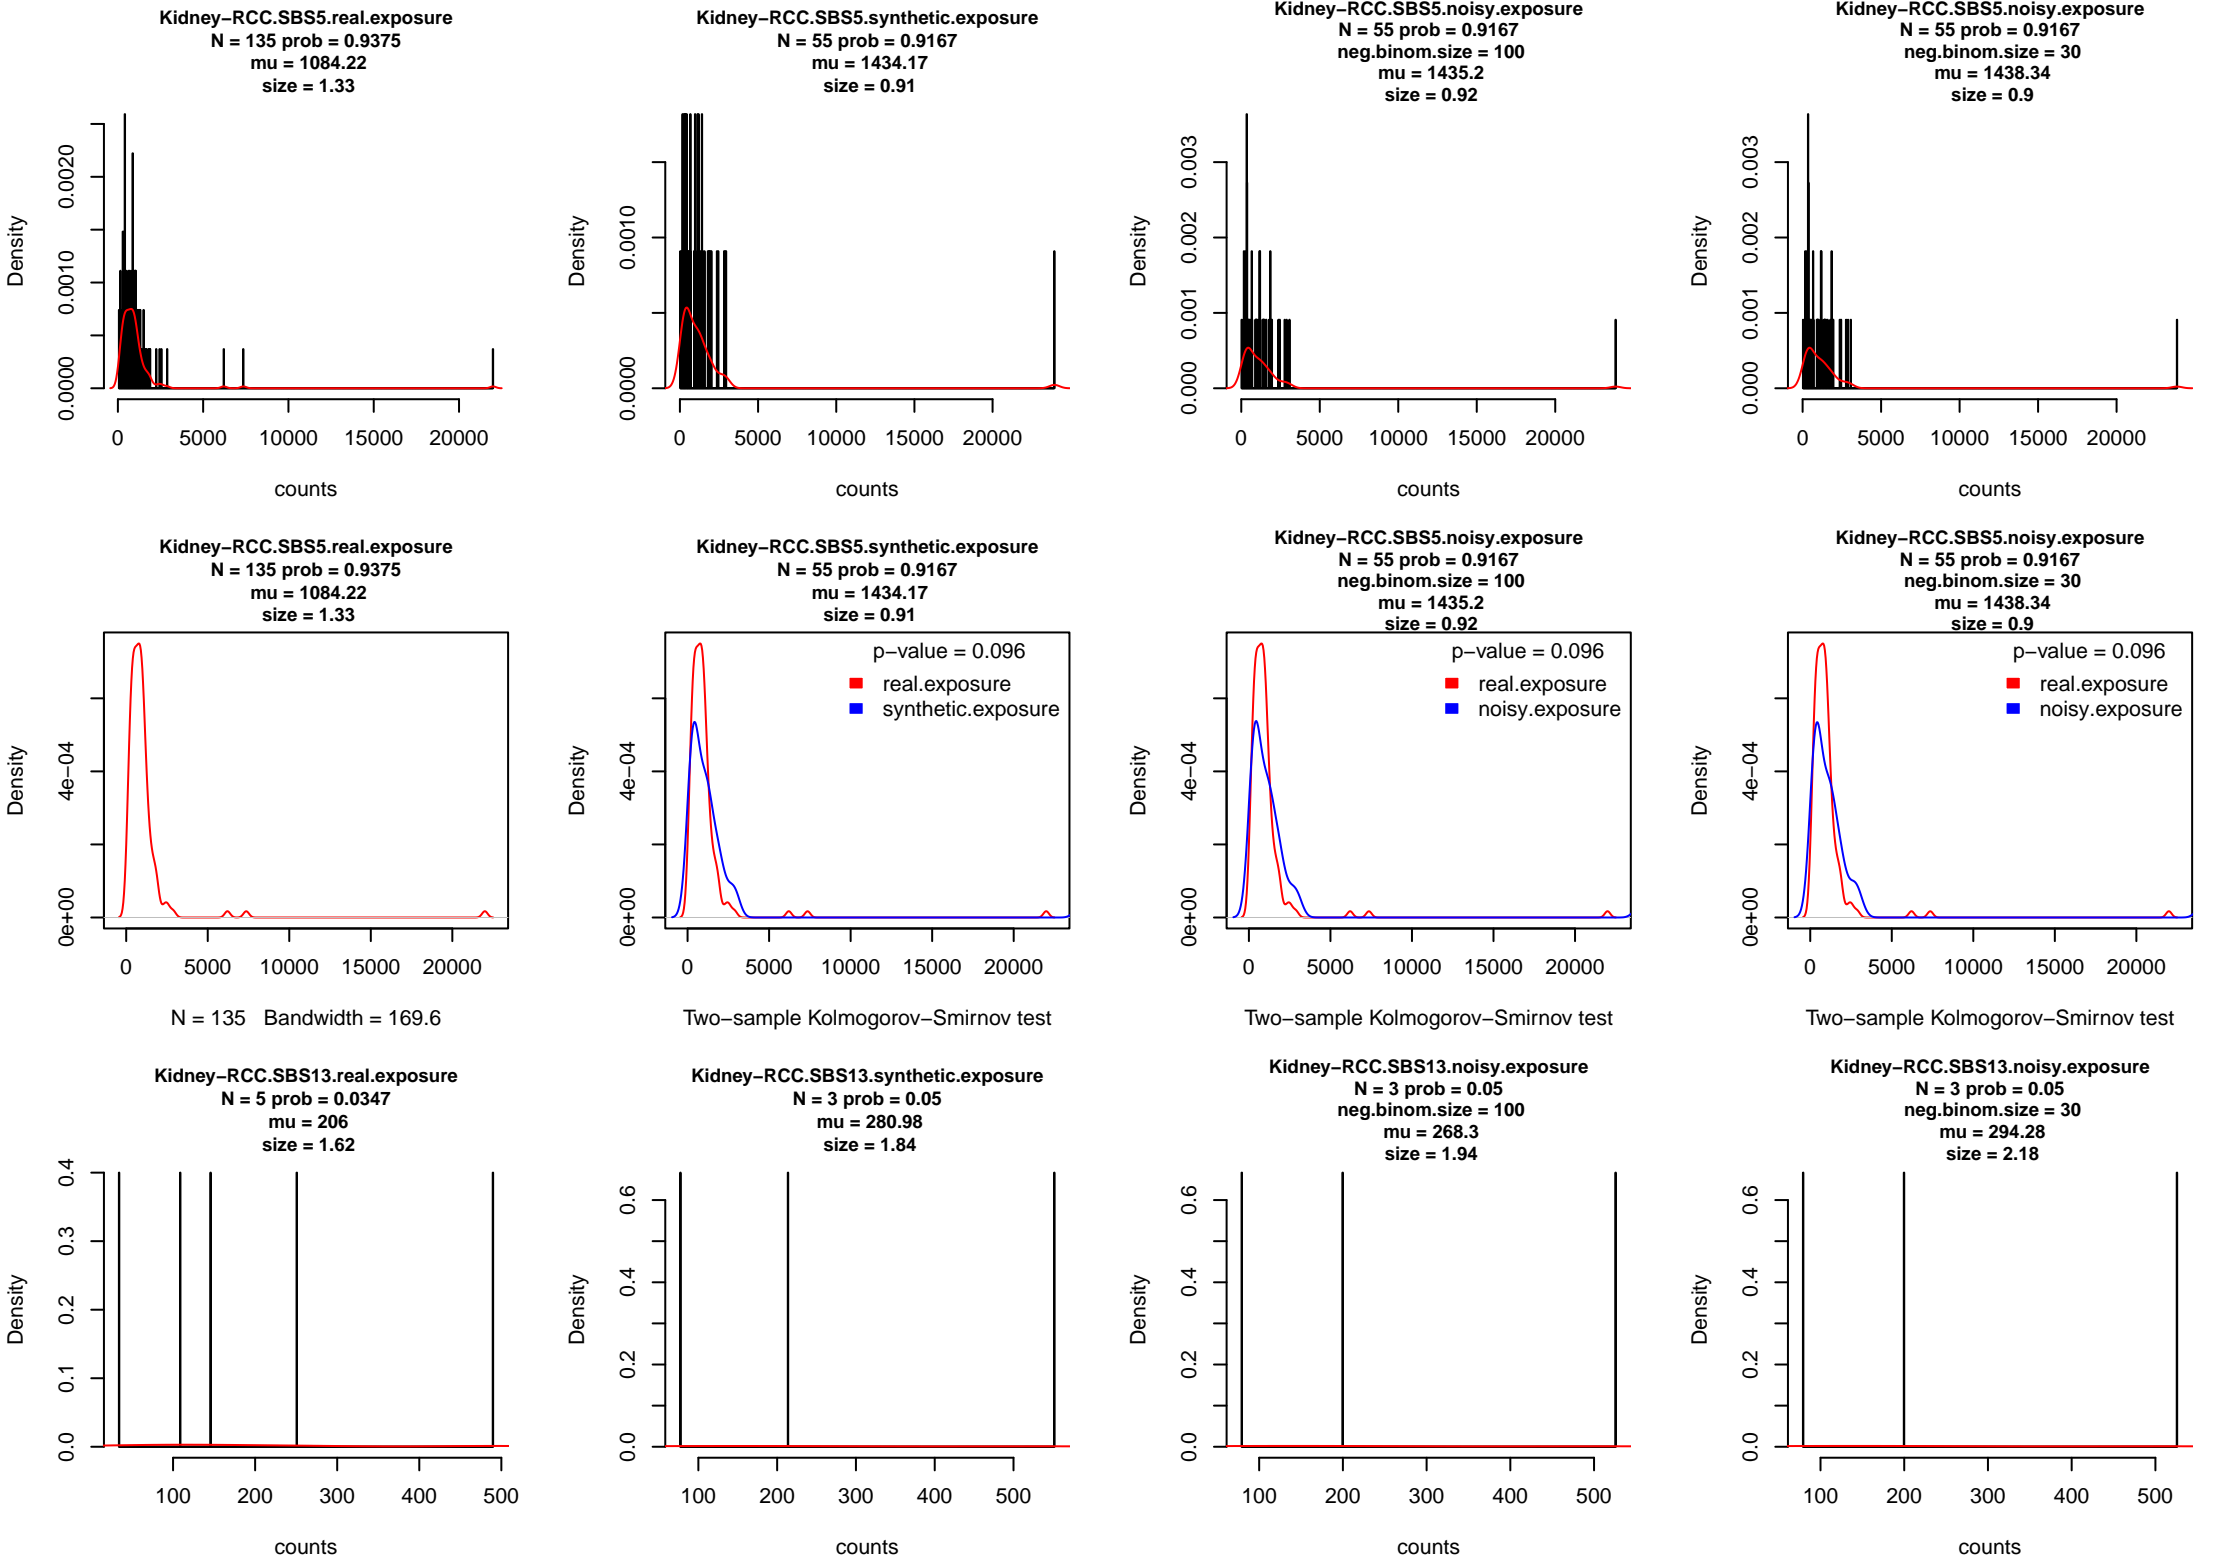 Kidney−RCC.SBS5.real.exposure
N = 135 prob = 0.9375
mu = 1084.22
size = 1.33
Density
0.0000 0.0010 0.0020
0 5000 10000 15000 20000
counts
Kidney−RCC.SBS5.synthetic.exposure
N = 55 prob = 0.9167
mu = 1434.17
size = 0.91
Density
0.0000 0.0010
0 5000 10000 15000 20000
counts
Kidney−RCC.SBS5.noisy.exposure
N = 55 prob = 0.9167
neg.binom.size = 100
mu = 1435.2
size = 0.92
Density
0.000 0.001 0.002 0.003
0 5000 10000 15000 20000
counts
Kidney−RCC.SBS5.noisy.exposure
N = 55 prob = 0.9167
neg.binom.size = 30
mu = 1438.34
size = 0.9
Density
0.000 0.001 0.002 0.003
0 5000 10000 15000 20000
counts
Kidney−RCC.SBS5.real.exposure
N = 135 prob = 0.9375
mu = 1084.22
size = 1.33
Density
0e+00 4e−04
0 5000 10000 15000 20000
N = 135 Bandwidth = 169.6
Kidney−RCC.SBS5.synthetic.exposure
N = 55 prob = 0.9167
mu = 1434.17
size = 0.91
p−value = 0.096
real.exposure
synthetic.exposure
Density
0e+00 4e−04
0 5000 10000 15000 20000
Two−sample Kolmogorov−Smirnov test
Kidney−RCC.SBS5.noisy.exposure
N = 55 prob = 0.9167
neg.binom.size = 100
mu = 1435.2
size = 0.92
p−value = 0.096
real.exposure
noisy.exposure
Density
0e+00 4e−04
0 5000 10000 15000 20000
Two−sample Kolmogorov−Smirnov test
Kidney−RCC.SBS5.noisy.exposure
N = 55 prob = 0.9167
neg.binom.size = 30
mu = 1438.34
size = 0.9
p−value = 0.096
real.exposure
noisy.exposure
Density
0e+00 4e−04
0 5000 10000 15000 20000
Two−sample Kolmogorov−Smirnov test
Kidney−RCC.SBS13.real.exposure
N = 5 prob = 0.0347
mu = 206
size = 1.62
Density
0.0 0.1 0.2 0.3 0.4
100 200 300 400 500
counts
Kidney−RCC.SBS13.synthetic.exposure
N = 3 prob = 0.05
mu = 280.98
size = 1.84
Density
0.0 0.2 0.4 0.6
100 200 300 400 500
counts
Kidney−RCC.SBS13.noisy.exposure
N = 3 prob = 0.05
neg.binom.size = 100
mu = 268.3
size = 1.94
Density
0.0 0.2 0.4 0.6
100 200 300 400 500
counts
Kidney−RCC.SBS13.noisy.exposure
N = 3 prob = 0.05
neg.binom.size = 30
mu = 294.28
size = 2.18
Density
0.0 0.2 0.4 0.6
100 200 300 400 500
counts